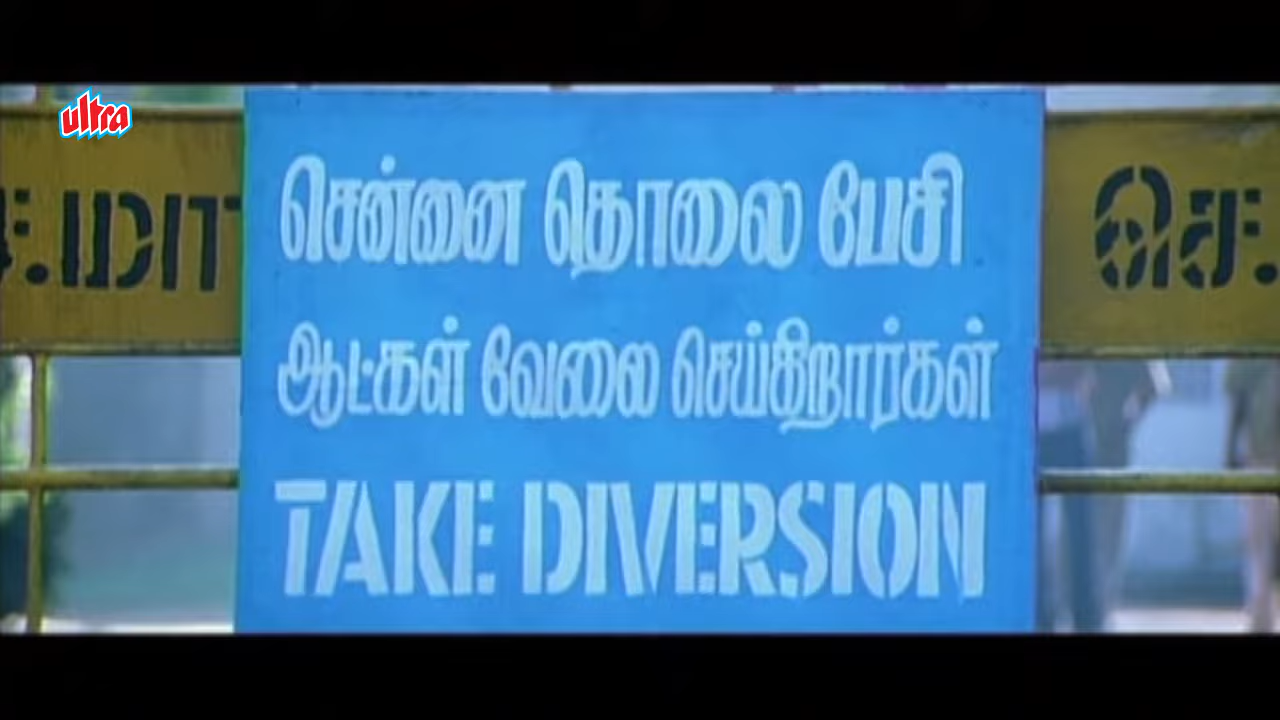 ultra
செ.மா
சென்னை தொலை பேசி
ஆட்கள் வேலை செய்கிறார்கள்
TAKE DIVERSION